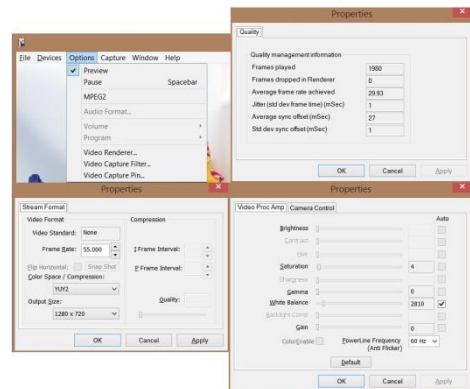 File Devices Options Capture Window Help
Preview
Pause Spacebar
MPEG2
Audio Format...
Volume
Program
Video Renderer...
Video Capture Filter...
Video Capture Pin...
Properties
Quality
Quality management information
Frames played 1980
Frames dropped in Renderer 0
Average frame rate achieved 29.93
Jitter (std dev frame time) (mSec) 1
Average sync offset (mSec) 27
Std dev sync offset (mSec) 1
OK Cancel Apply
Properties
Stream Format
Video Format Compression
Video Standard: None
Frame Rate: 55.000 I Frame Interval:
Flip Horizontal: Snap Shot P Frame Interval:
Color Space / Compression:
YUY2
Output Size: Quality:
1280 x 720
OK Cancel Apply
Properties
Video Proc Amp Camera Control
Auto
Brightness
Contrast
Hue
Saturation 4
Sharpness
Gamma 0
White Balance 2810
Backlight Comp
Gain 0
ColorEnable PowerLine Frequency 60 Hz
(Anti Flicker)
Default
OK Cancel Apply